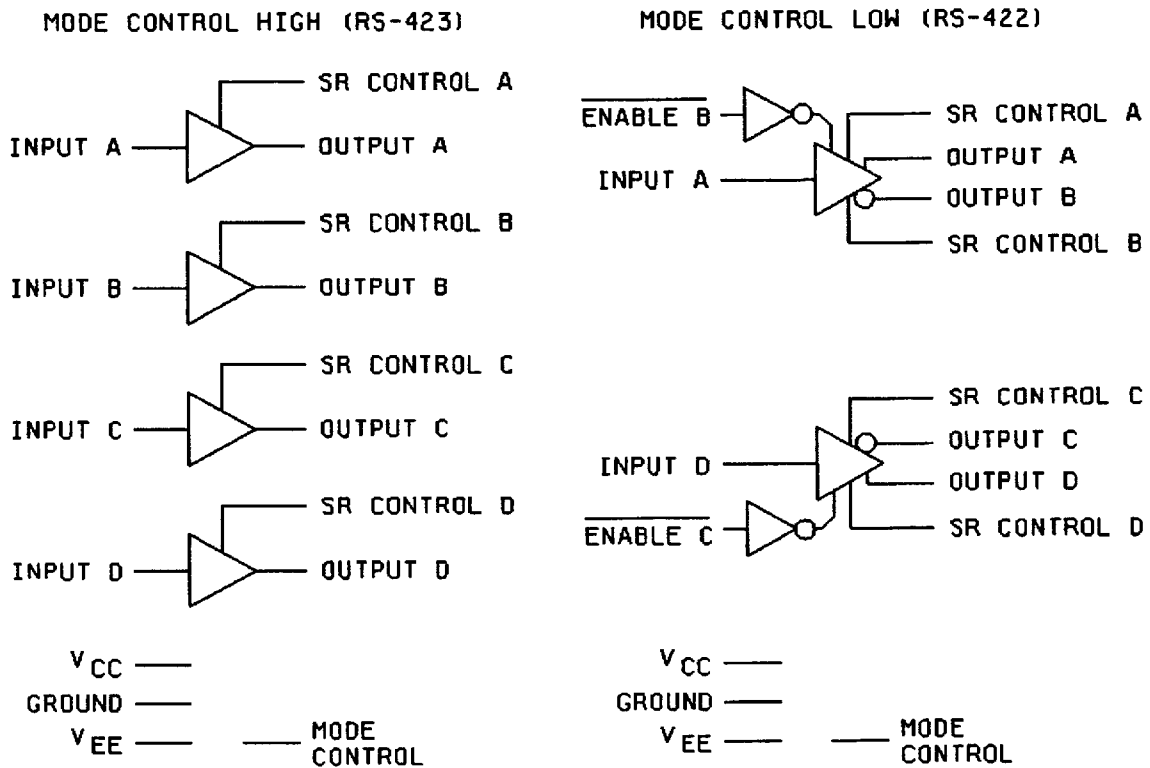 MODE CONTROL HIGH (RS-423)
SR CONTROL A
INPUT A
OUTPUT A
SR CONTROL B
INPUT B
OUTPUT B
SR CONTROL C
INPUT C
OUTPUT C
SR CONTROL D
INPUT D
OUTPUT D
VCC
GROUND
VEE
MODE
CONTROL
MODE CONTROL LOW (RS-422)
ENABLE B
SR CONTROL A
OUTPUT A
INPUT A
OUTPUT B
SR CONTROL B
SR CONTROL C
OUTPUT C
INPUT D
OUTPUT D
ENABLE C
SR CONTROL D
VCC
GROUND
VEE
MODE
CONTROL